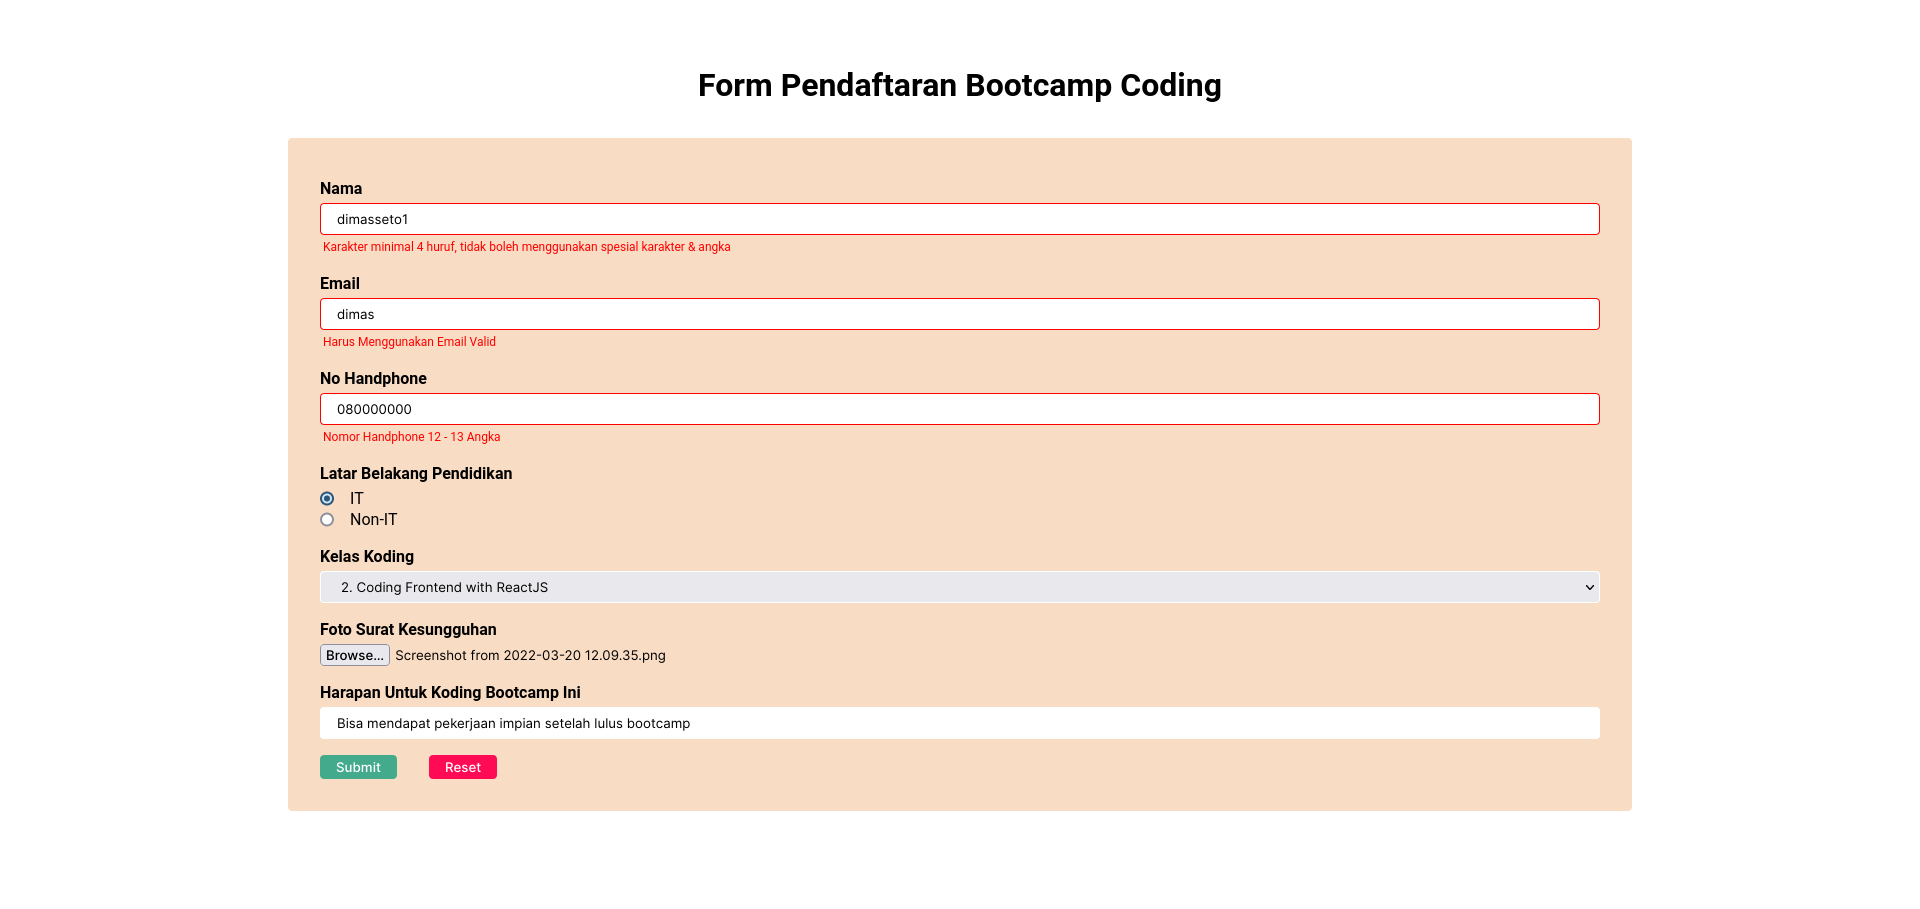 Form Pendaftaran Bootcamp Coding
Nama
dimasseto1
Karakter minimal 4 huruf, tidak boleh menggunakan spesial karakter & angka
Email
dimas
Harus Menggunakan Email Valid
No Handphone
080000000
Nomor Handphone 12 - 13 Angka
Latar Belakang Pendidikan
IT
Non-IT
Kelas Koding
2. Coding Frontend with ReactJS
Foto Surat Kesungguhan
Browse... Screenshot from 2022-03-20 12.09.35.png
Harapan Untuk Koding Bootcamp Ini
Bisa mendapat pekerjaan impian setelah lulus bootcamp
Submit Reset